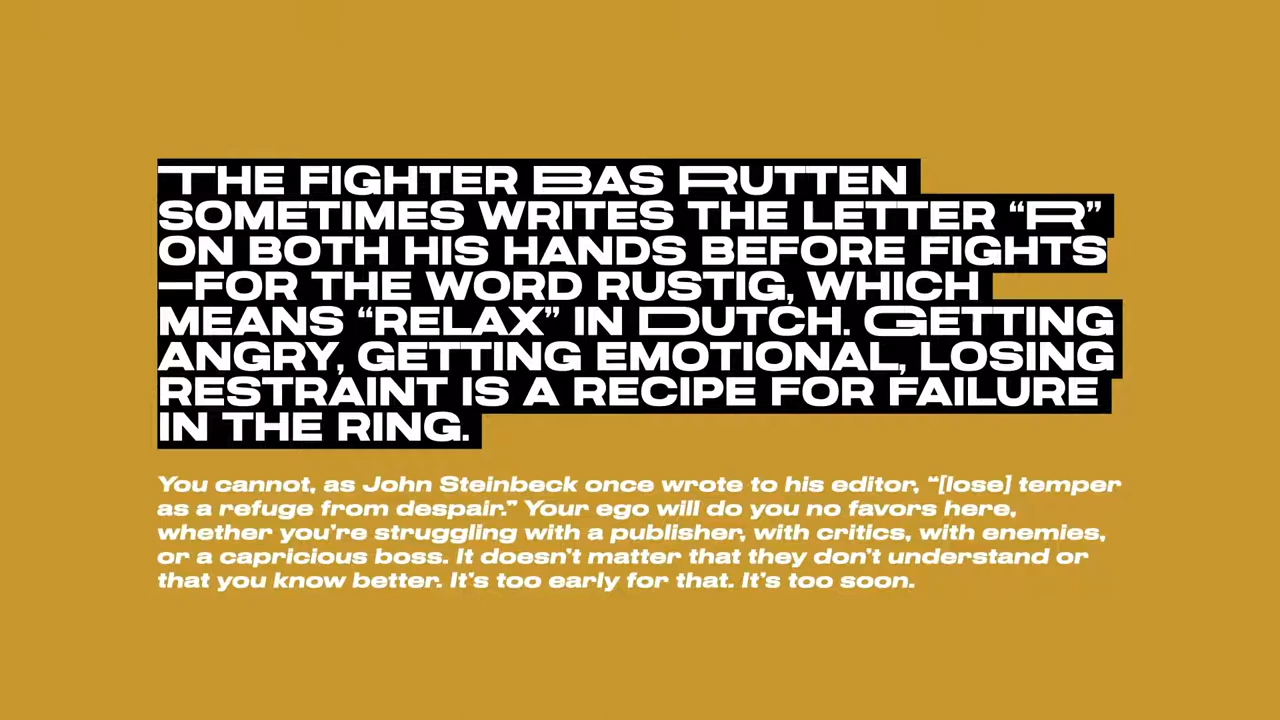 THE FIGHTER BAS RUTTEN
SOMETIMES WRITES THE LETTER “R”
ON BOTH HIS HANDS BEFORE FIGHTS
—FOR THE WORD RUSTIG, WHICH
MEANS “RELAX” IN DUTCH. GETTING
ANGRY, GETTING EMOTIONAL, LOSING
RESTRAINT IS A RECIPE FOR FAILURE
IN THE RING.
You cannot, as John Steinbeck once wrote to his editor, “[lose] temper
as a refuge from despair.” Your ego will do you no favors here,
whether you’re struggling with a publisher, with critics, with enemies,
or a capricious boss. It doesn’t matter that they don’t understand or
that you know better. It’s too early for that. It’s too soon.